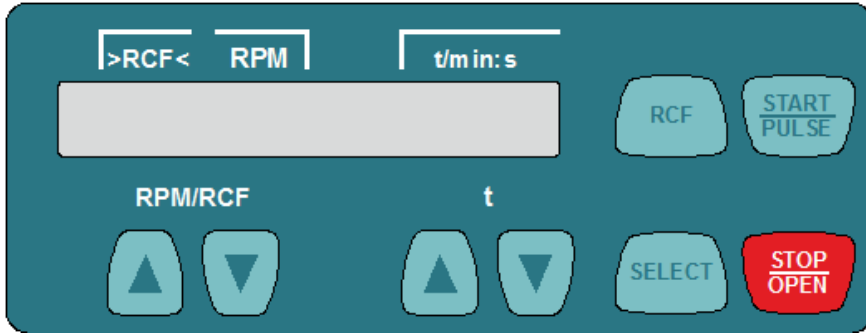 >RCF< RPM t/min:s
RCF
START
PULSE
RPM/RCF t
SELECT
STOP
OPEN